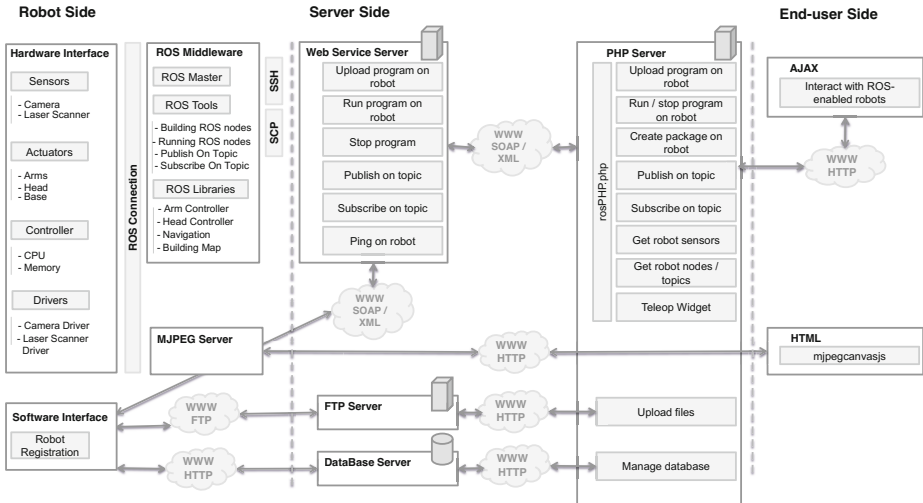 Robot Side
Server Side
End-user Side
Hardware Interface
Sensors
- Camera
- Laser Scanner
Actuators
- Arms
- Head
- Base
Controller
- CPU
- Memory
Drivers
- Camera Driver
- Laser Scanner
Driver
ROS Connection
ROS Middleware
ROS Master
ROS Tools
- Building ROS nodes
- Running ROS nodes
- Publish On Topic
- Subscribe On Topic
ROS Libraries
- Arm Controller
- Head Controller
- Navigation
- Building Map
SSH
SCP
Web Service Server
Upload program on
robot
Run program on
robot
Stop program
Publish on topic
Subscribe on topic
Ping on robot
WWW
SOAP /
XML
WWW
SOAP /
XML
PHP Server
rosPHP.php
Upload program on
robot
Run / stop program
on robot
Create package on
robot
Publish on topic
Subscribe on topic
Get robot sensors
Get robot nodes /
topics
Teleop Widget
AJAX
Interact with ROS-
enabled robots
WWW
HTTP
MJPEG Server
WWW
HTTP
HTML
mjpegcanvasjs
Software Interface
Robot
Registration
WWW
FTP
FTP Server
WWW
HTTP
Upload files
WWW
HTTP
DataBase Server
WWW
HTTP
Manage database